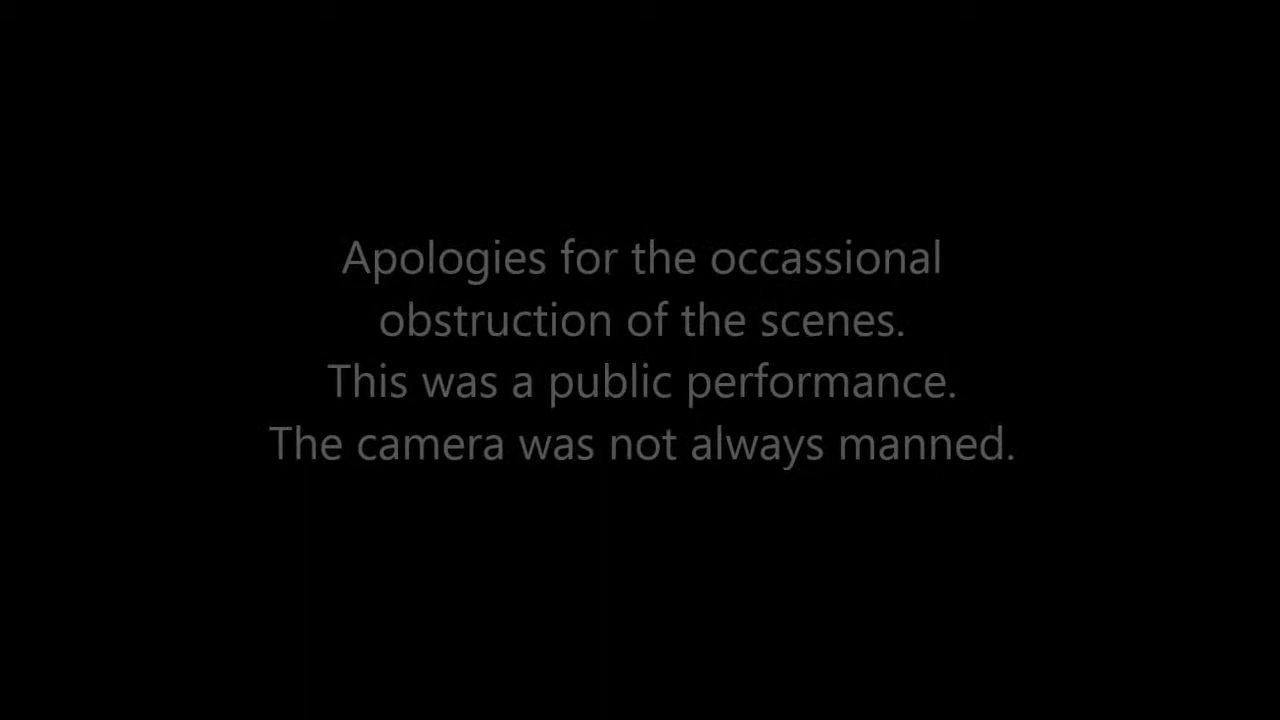 Apologies for the occassional
obstruction of the scenes.
This was a public performance.
The camera was not always manned.